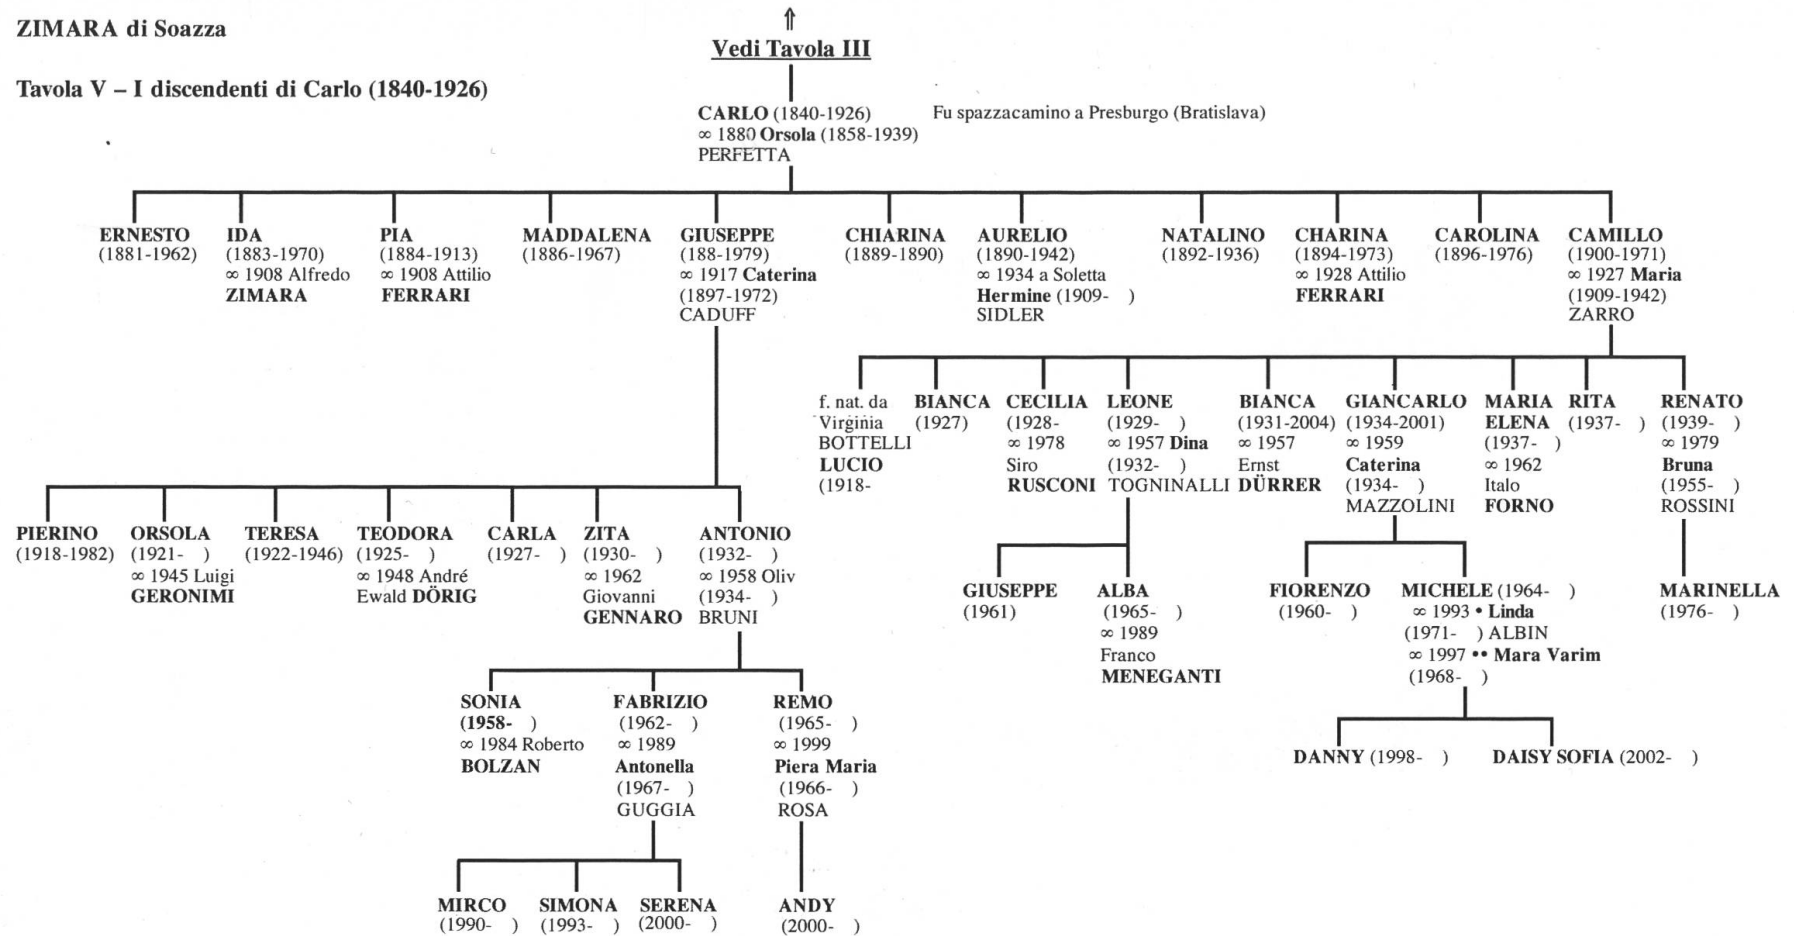 ZIMARA di Soazza
⇑
Vedi Tavola III
Tavola V – I discendenti di Carlo (1840-1926)
CARLO (1840-1926)
∞ 1880 Orsola (1858-1939)
PERFETTA
Fu spazzacamino a Presburgo (Bratislava)
ERNESTO
(1881-1962)
IDA
(1883-1970)
∞ 1908 Alfredo
ZIMARA
PIA
(1884-1913)
∞ 1908 Attilio
FERRARI
MADDALENA
(1886-1967)
GIUSEPPE
(188-1979)
∞ 1917 Caterina
(1897-1972)
CADUFF
CHIARINA
(1889-1890)
AURELIO
(1890-1942)
∞ 1934 a Soletta
Hermine (1909- )
SIDLER
NATALINO
(1892-1936)
CHARINA
(1894-1973)
∞ 1928 Attilio
FERRARI
CAROLINA
(1896-1976)
CAMILLO
(1900-1971)
∞ 1927 Maria
(1909-1942)
ZARRO
f. nat. da
Virginia
BOTTELLI
LUCIO
(1918-
BIANCA
(1927)
CECILIA
(1928-
∞ 1978
Siro
RUSCONI
LEONE
(1929- )
∞ 1957 Dina
(1932- )
TOGNINALLI
BIANCA
(1931-2004)
∞ 1957
Ernst
DÜRRER
GIANCARLO
(1934-2001)
∞ 1959
Caterina
(1934- )
MAZZOLINI
MARIA
ELENA
(1937- )
∞ 1962
Italo
FORNO
RITA
(1937- )
RENATO
(1939- )
∞ 1979
Bruna
(1955- )
ROSSINI
PIERINO
(1918-1982)
ORSOLA
(1921- )
∞ 1945 Luigi
GERONIMI
TERESA
(1922-1946)
TEODORA
(1925- )
∞ 1948 André
Ewald DÖRIG
CARLA
(1927- )
ZITA
(1930- )
∞ 1962
Giovanni
GENNARO
ANTONIO
(1932- )
∞ 1958 Oliv
(1934- )
BRUNI
GIUSEPPE
(1961)
ALBA
(1965- )
∞ 1989
Franco
MENEGANTI
FIORENZO
(1960- )
MICHELE (1964- )
∞ 1993 • Linda
(1971- ) ALBIN
∞ 1997 •• Mara Varim
(1968- )
MARINELLA
(1976- )
SONIA
(1958- )
∞ 1984 Roberto
BOLZAN
FABRIZIO
(1962- )
∞ 1989
Antonella
(1967- )
GUGGIA
REMO
(1965- )
∞ 1999
Piera Maria
(1966- )
ROSA
DANNY (1998- )
DAISY SOFIA (2002- )
MIRCO
(1990- )
SIMONA
(1993- )
SERENA
(2000- )
ANDY
(2000- )